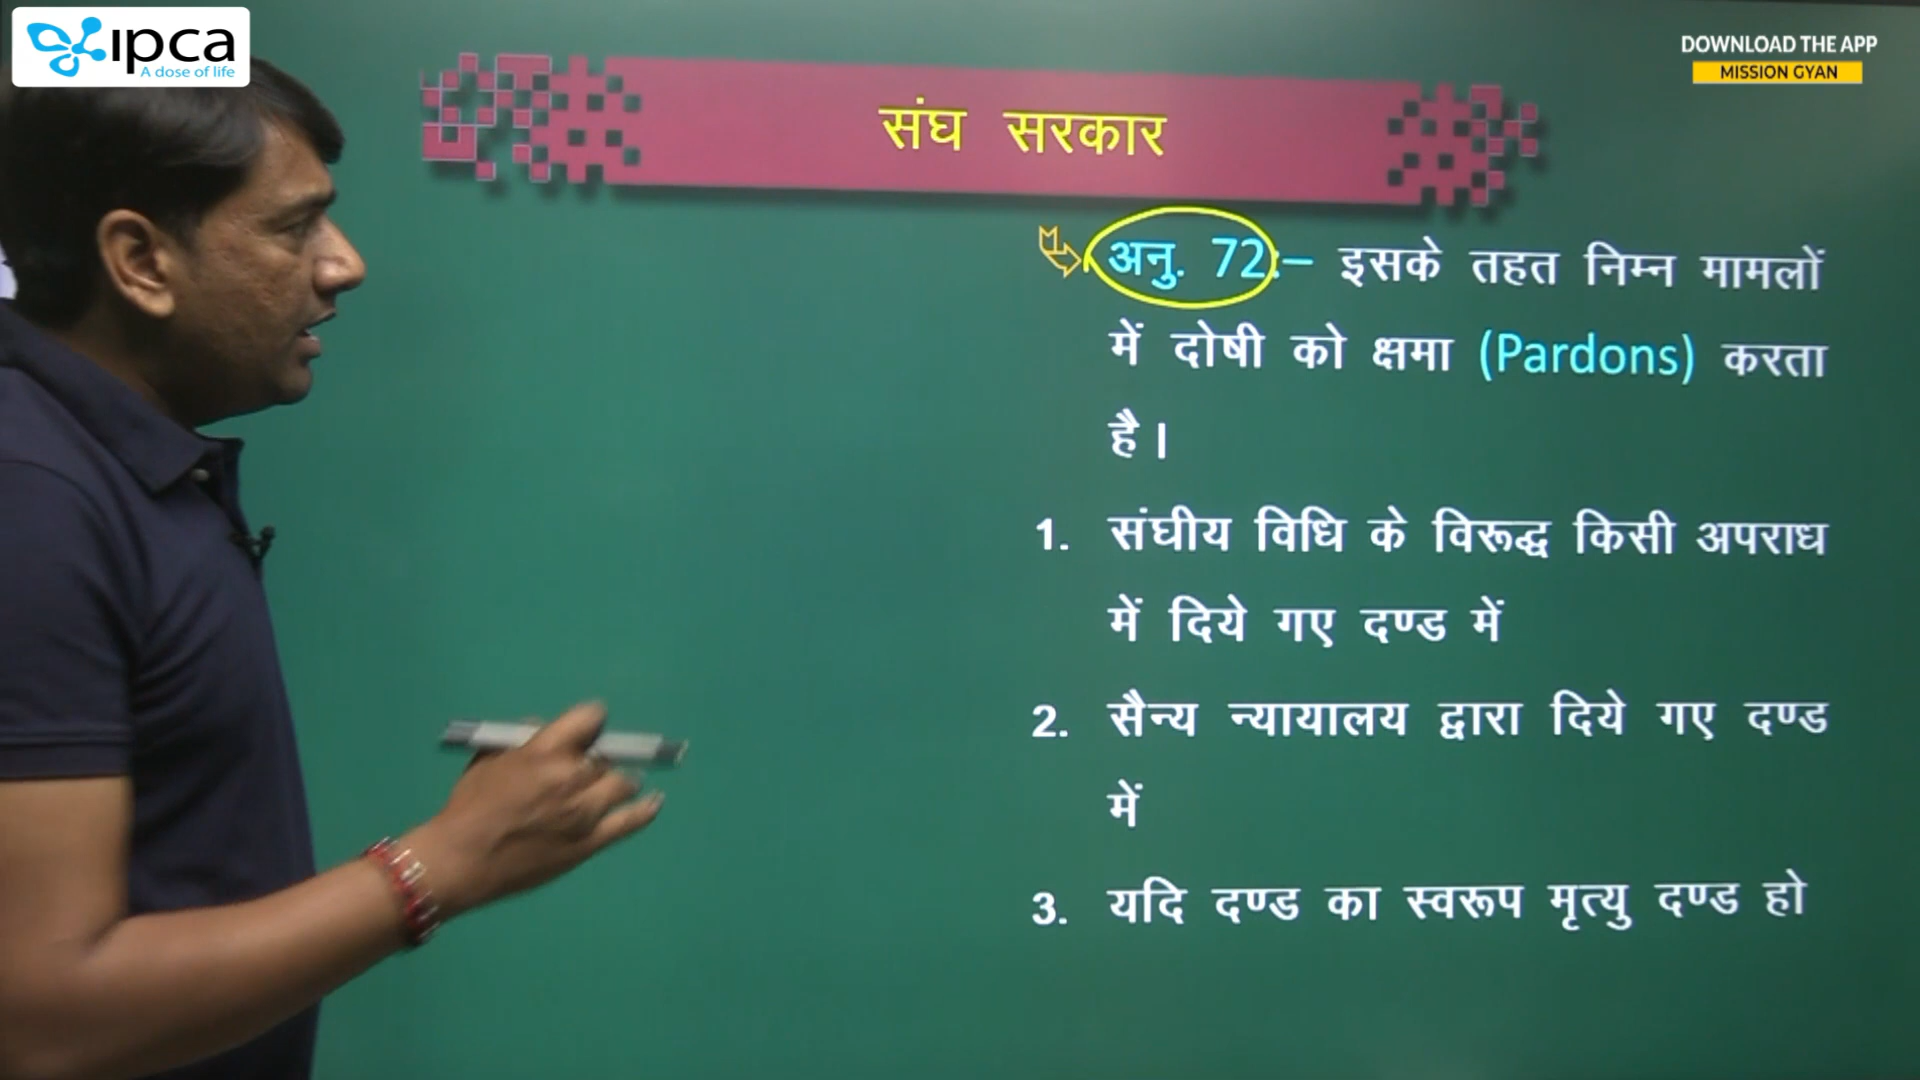 ipca
A dose of life
DOWNLOAD THE APP
MISSION GYAN
संघ सरकार
अनु. 72:– इसके तहत निम्न मामलों
में दोषी को क्षमा (Pardons) करता
है।
1. संघीय विधि के विरूद्ध किसी अपराध
में दिये गए दण्ड में
2. सैन्य न्यायालय द्वारा दिये गए दण्ड
में
3. यदि दण्ड का स्वरूप मृत्यु दण्ड हो